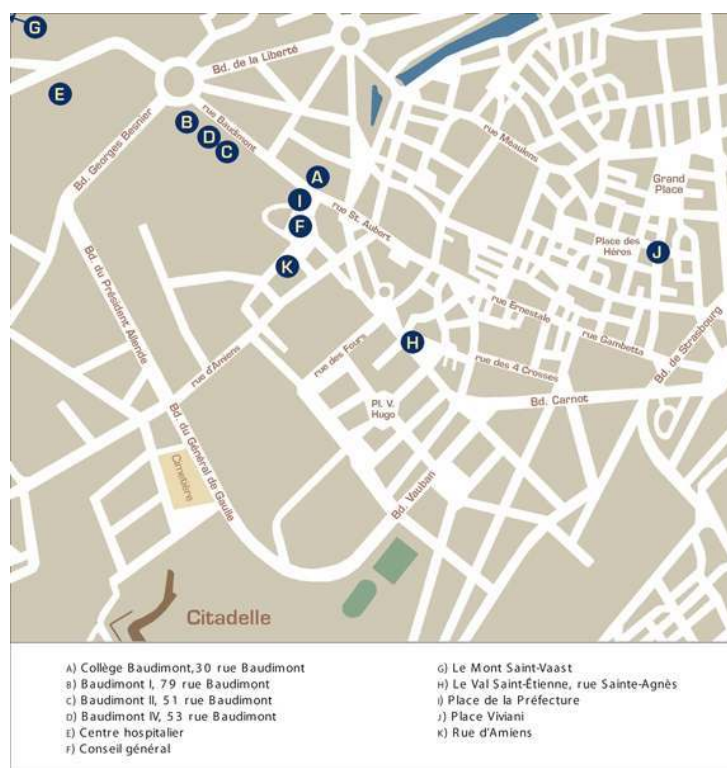 G
Bd. de la Liberté
E
B
D
C
rue Baudimont
rue Meaulens
Bd. Georges Besnier
A
I
F
K
rue St. Aubert
Grand
Place
Place des
Héros
J
Bd. du Président Allende
rue d'Amiens
rue des Fours
H
rue Ernestale
rue Gambetta
rue des 4 Crosses
Bd. de Strasbourg
Pl. V.
Hugo
Bd. Carnot
Bd. du Général de Gaulle
Cimetière
Bd. Vauban
Citadelle
A) Collège Baudimont,30 rue Baudimont
B) Baudimont I, 79 rue Baudimont
C) Baudimont II, 51 rue Baudimont
D) Baudimont IV, 53 rue Baudimont
E) Centre hospitalier
F) Conseil général
G) Le Mont Saint-Vaast
H) Le Val Saint-Étienne, rue Sainte-Agnès
I) Place de la Préfecture
J) Place Viviani
K) Rue d'Amiens